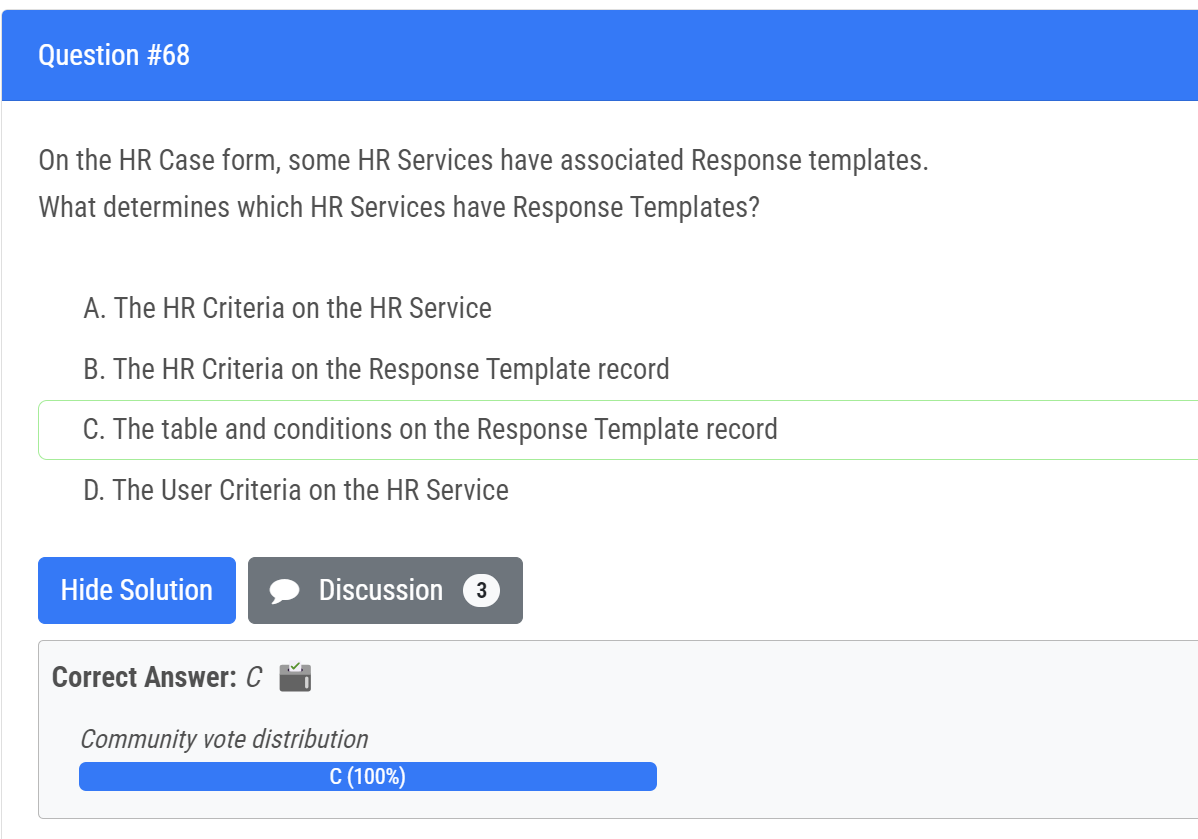 Question #68
On the HR Case form, some HR Services have associated Response templates.
What determines which HR Services have Response Templates?
A. The HR Criteria on the HR Service
B. The HR Criteria on the Response Template record
C. The table and conditions on the Response Template record
D. The User Criteria on the HR Service
Hide Solution
Discussion 3
Correct Answer: C
Community vote distribution
C (100%)